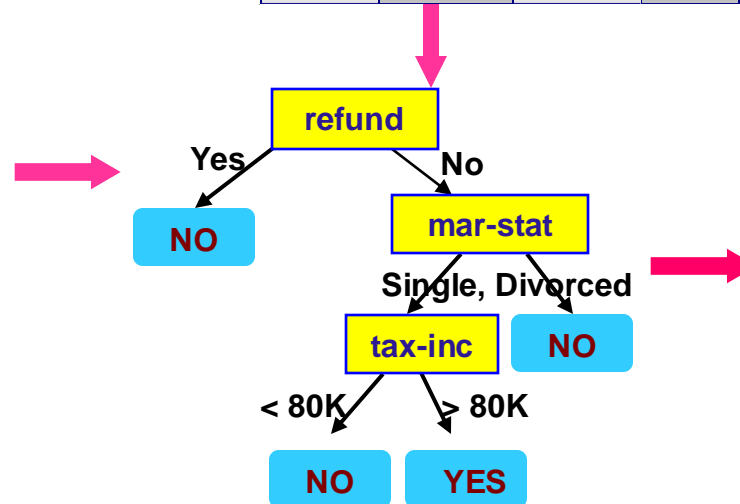 refund
Yes
No
NO
mar-stat
Single, Divorced
tax-inc
NO
< 80K
> 80K
NO
YES